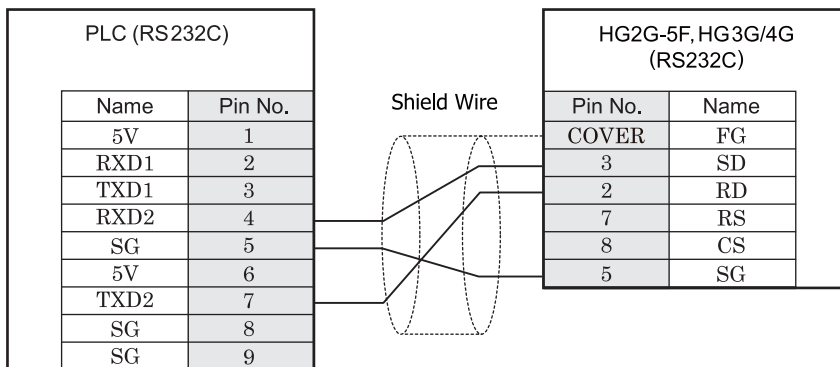 PLC (RS232C)
Name Pin No.
5V 1
RXD1 2
TXD1 3
RXD2 4
SG 5
5V 6
TXD2 7
SG 8
SG 9
Shield Wire
HG2G-5F, HG3G/4G
(RS232C)
Pin No. Name
COVER FG
3 SD
2 RD
7 RS
8 CS
5 SG